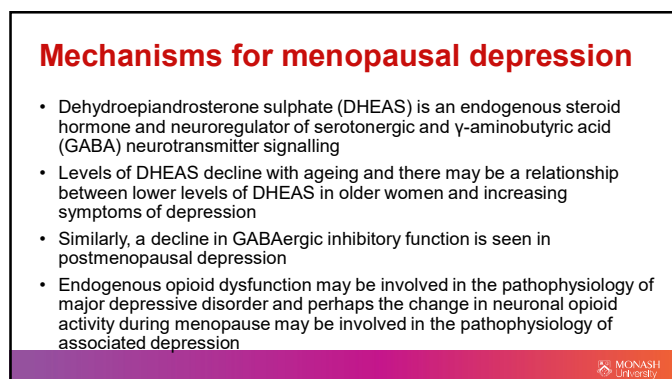 Mechanisms for menopausal depression
• Dehydroepiandrosterone sulphate (DHEAS) is an endogenous steroid
hormone and neuroregulator of serotonergic and γ-aminobutyric acid
(GABA) neurotransmitter signalling
• Levels of DHEAS decline with ageing and there may be a relationship
between lower levels of DHEAS in older women and increasing
symptoms of depression
• Similarly, a decline in GABAergic inhibitory function is seen in
postmenopausal depression
• Endogenous opioid dysfunction may be involved in the pathophysiology of
major depressive disorder and perhaps the change in neuronal opioid
activity during menopause may be involved in the pathophysiology of
associated depression
MONASH
University